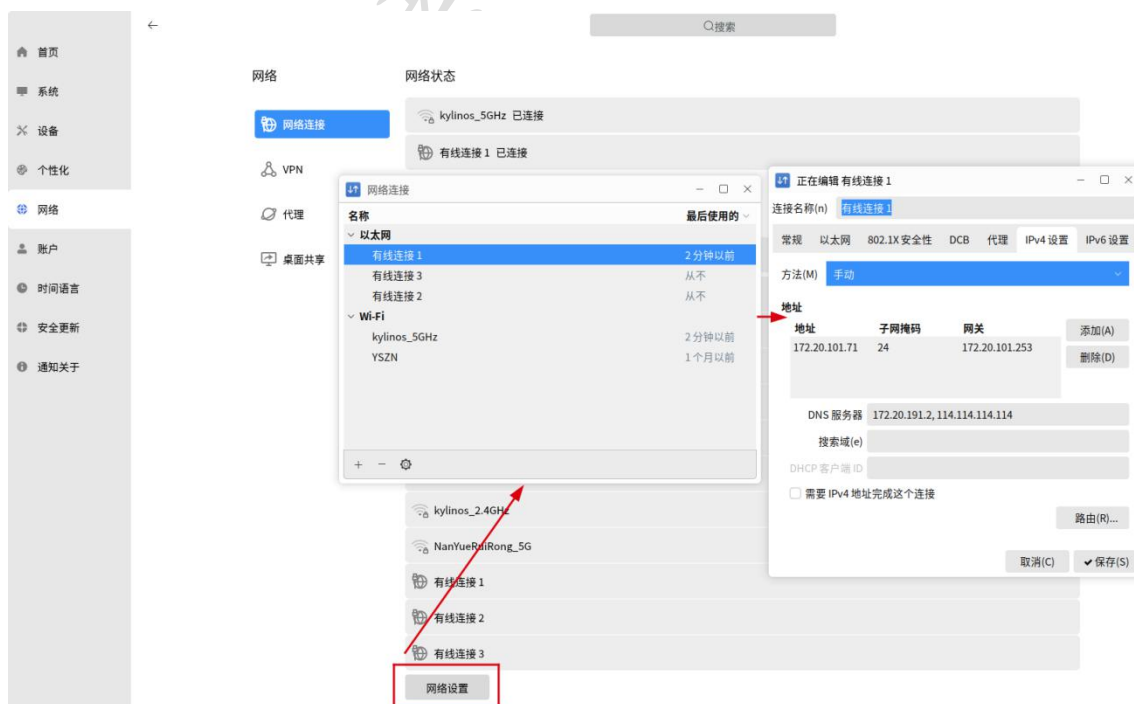 搜索
首页
系统
设备
个性化
网络
账户
时间语言
安全更新
通知关于
网络
网络连接
VPN
代理
桌面共享
网络状态
kylinos_5GHz 已连接
有线连接 1 已连接
网络连接
名称 最后使用的
以太网
有线连接 1 2 分钟以前
有线连接 3 从不
有线连接 2 从不
Wi-Fi
kylinos_5GHz 2 分钟以前
YSZN 1 个月以前
kylinos_2.4GHz
NanYueRuiRong_5G
有线连接 1
有线连接 2
有线连接 3
网络设置
正在编辑 有线连接 1
连接名称(n) 有线连接 1
常规 以太网 802.1X 安全性 DCB 代理 IPv4 设置 IPv6 设置
方法(M) 手动
地址
地址 子网掩码 网关 添加(A)
172.20.101.71 24 172.20.101.253
删除(D)
DNS 服务器 172.20.191.2, 114.114.114.114
搜索域(e)
DHCP 客户端 ID
需要 IPv4 地址完成这个连接
路由(R)...
取消(C) 保存(S)